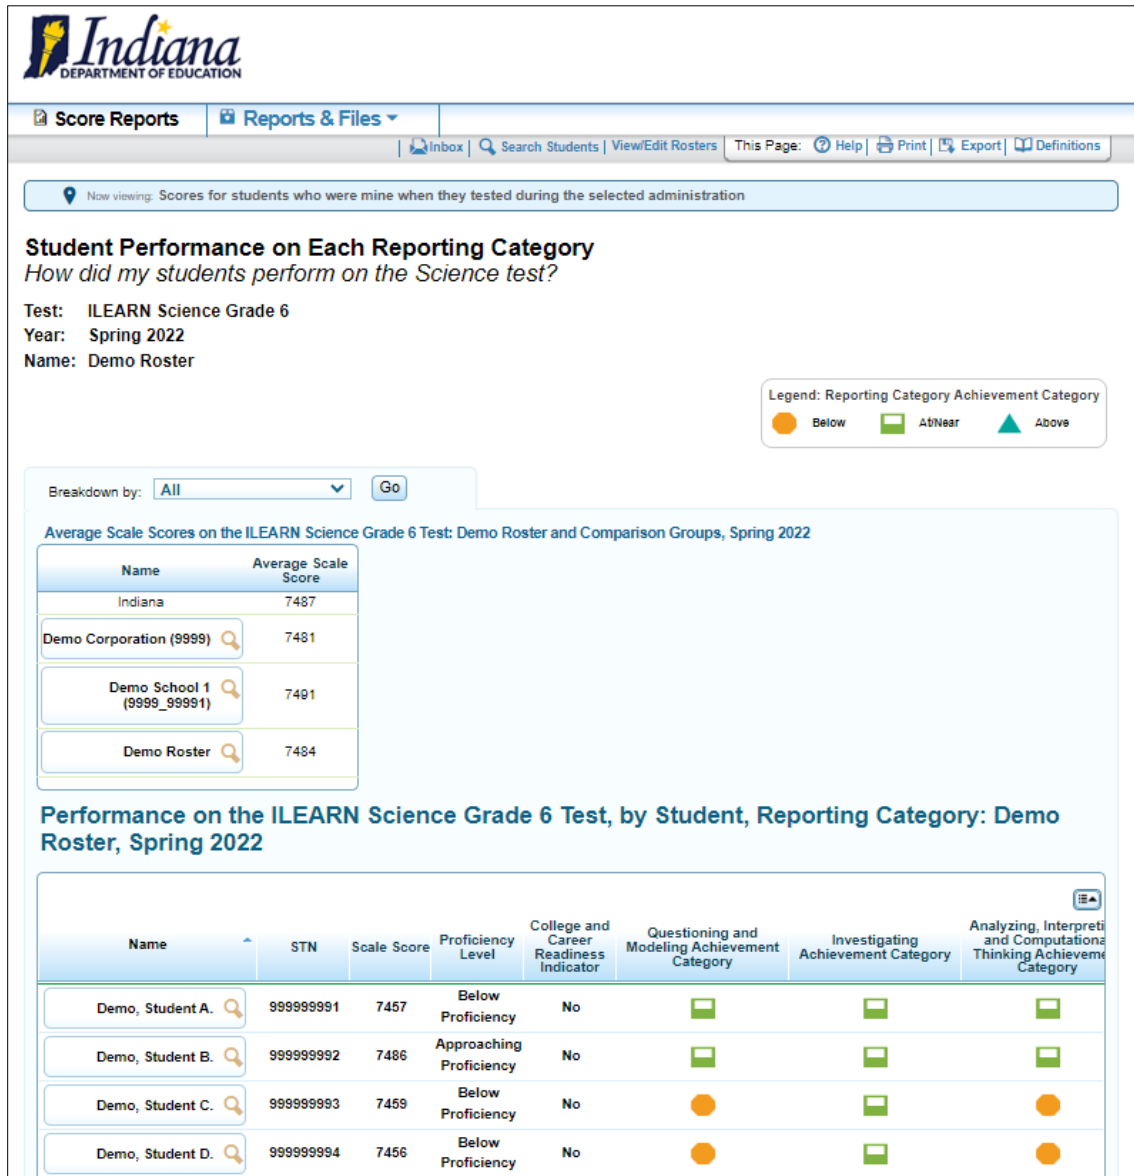 Indiana
DEPARTMENT OF EDUCATION
Score Reports Reports & Files
Inbox | Search Students | View/Edit Rosters This Page: Help | Print | Export | Definitions
Now viewing: Scores for students who were mine when they tested during the selected administration
Student Performance on Each Reporting Category
How did my students perform on the Science test?
Test: ILEARN Science Grade 6
Year: Spring 2022
Name: Demo Roster
Legend: Reporting Category Achievement Category
Below At/Near Above
Breakdown by: All Go
Average Scale Scores on the ILEARN Science Grade 6 Test: Demo Roster and Comparison Groups, Spring 2022
Name Average Scale
Score
Indiana 7487
Demo Corporation (9999) 7481
Demo School 1
(9999_99991) 7491
Demo Roster 7484
Performance on the ILEARN Science Grade 6 Test, by Student, Reporting Category: Demo
Roster, Spring 2022
Name STN Scale Score Proficiency
Level College and
Career
Readiness
Indicator Questioning and
Modeling Achievement
Category Investigating
Achievement Category Analyzing, Interpreti
and Computationa
Thinking Achieveme
Category
Demo, Student A. 999999991 7457 Below
Proficiency No
Demo, Student B. 999999992 7486 Approaching
Proficiency No
Demo, Student C. 999999993 7459 Below
Proficiency No
Demo, Student D. 999999994 7456 Below
Proficiency No